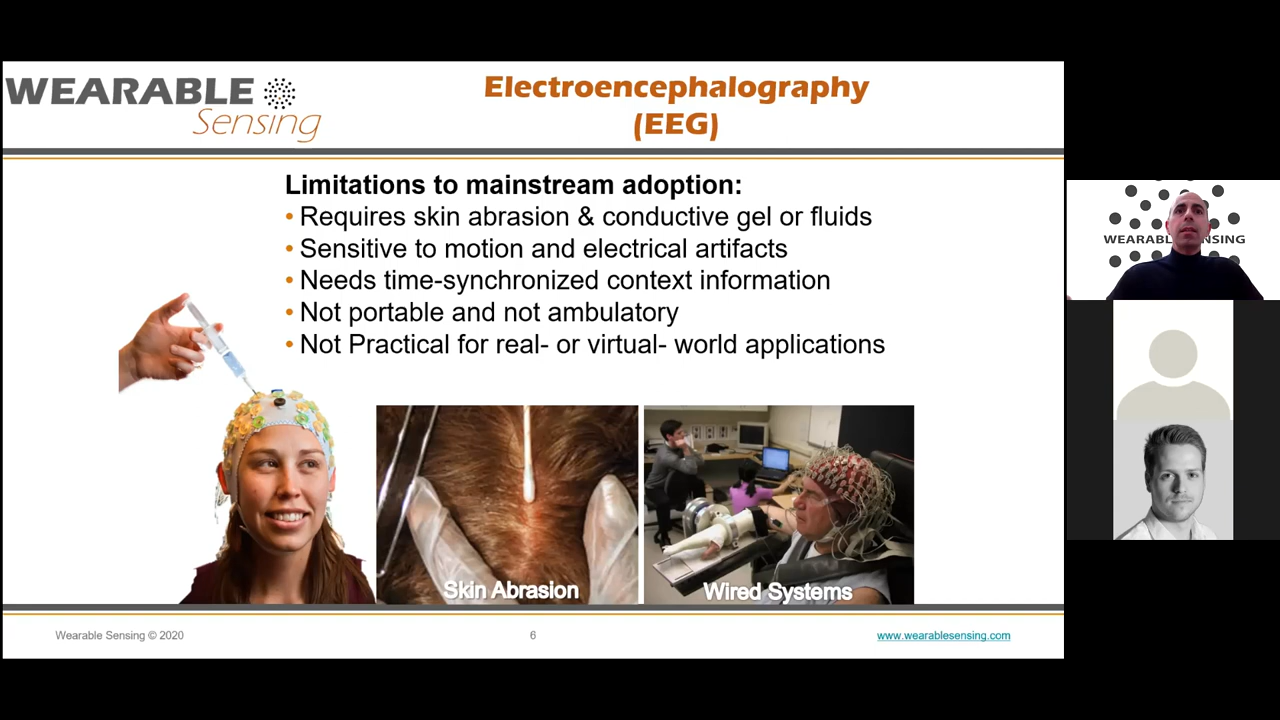 WEARABLE
Sensing
Electroencephalography
(EEG)
Limitations to mainstream adoption:
• Requires skin abrasion & conductive gel or fluids
• Sensitive to motion and electrical artifacts
• Needs time-synchronized context information
• Not portable and not ambulatory
• Not Practical for real- or virtual- world applications
Skin Abrasion
Wired Systems
Wearable Sensing © 2020
6
www.wearablesensing.com